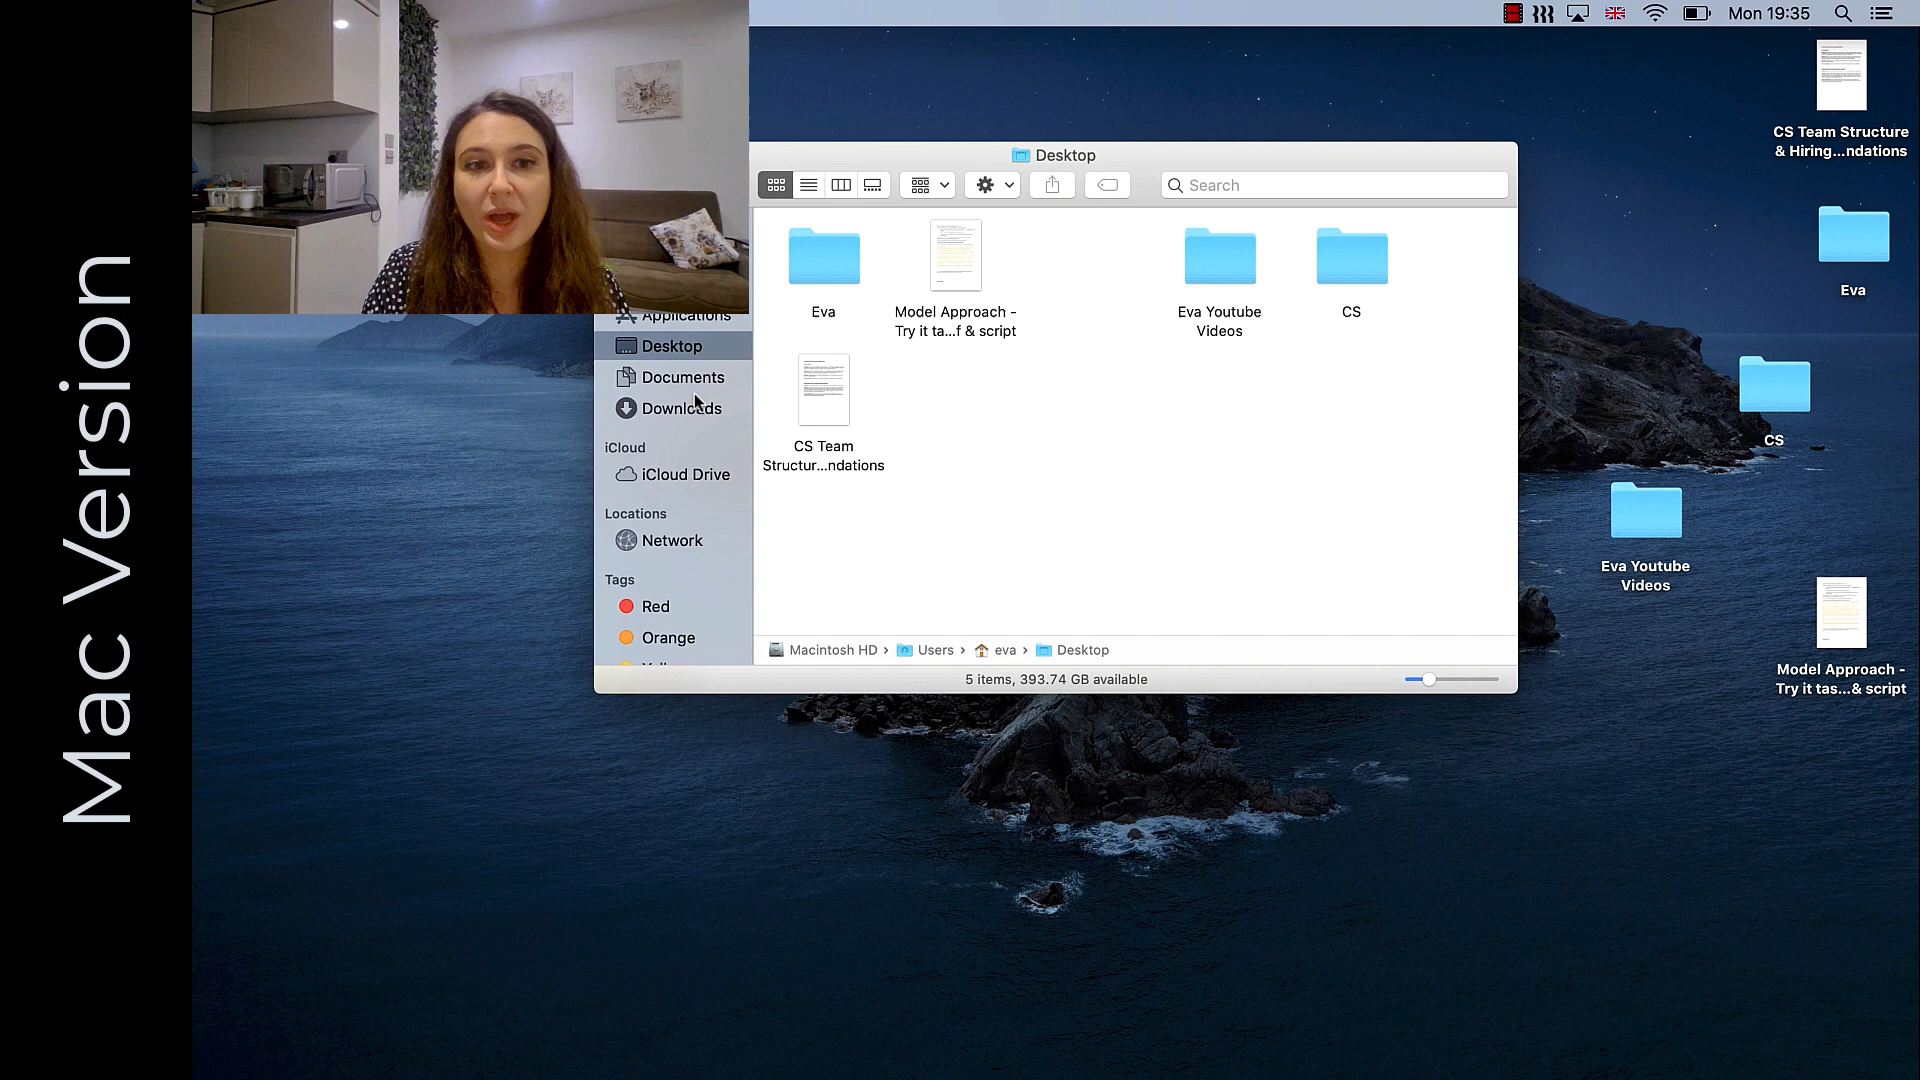 Mac Version
Mon 19:35
Desktop
Search
Eva
Model Approach -
Try it ta...f & script
Eva Youtube
Videos
CS
CS Team
Structur...ndations
Applications
Desktop
Documents
Downloads
iCloud
iCloud Drive
Locations
Network
Tags
Red
Orange
Macintosh HD › Users › eva › Desktop
5 items, 393.74 GB available
CS Team Structure
& Hiring...ndations
Eva
CS
Eva Youtube
Videos
Model Approach -
Try it tas...& script